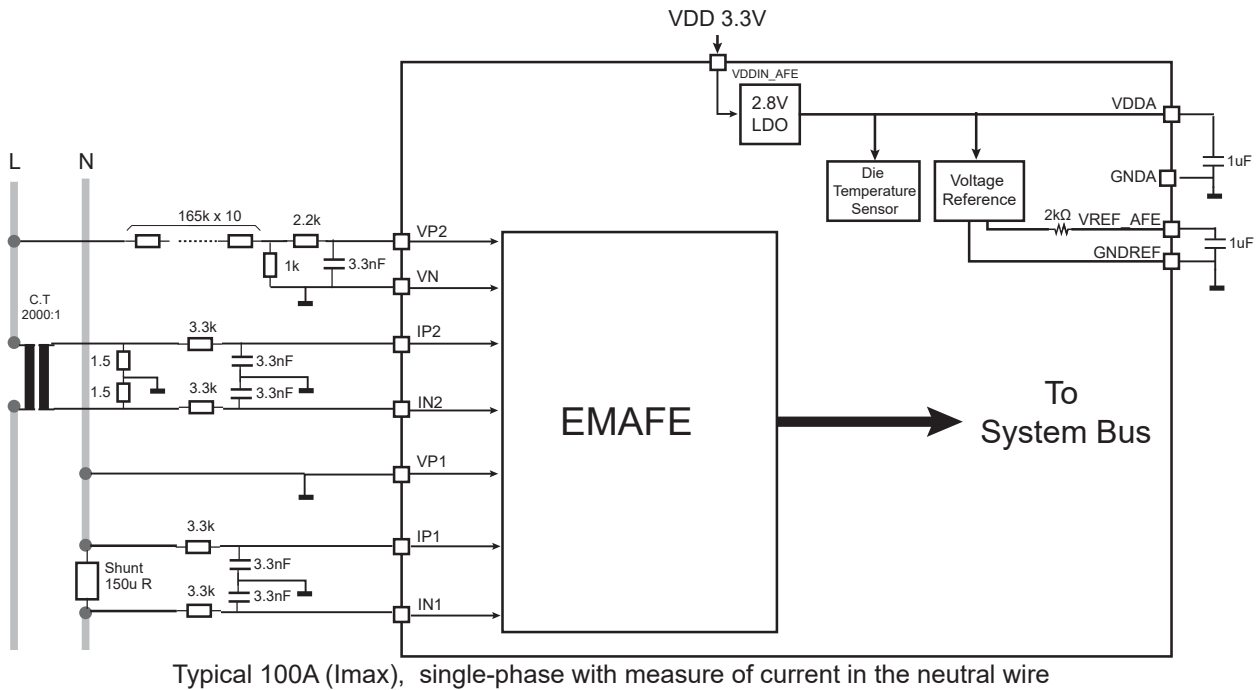 VDD 3.3V
VDDIN_AFE
2.8V
LDO
VDDA
1uF
GNDA
Die
Temperature
Sensor
Voltage
Reference
2kΩ
VREF_AFE
GNDREF
1uF
L
N
165k x 10
2.2k
1k
3.3nF
VP2
VN
C.T
2000:1
1.5
1.5
3.3k
3.3k
3.3nF
3.3nF
IP2
IN2
VP1
Shunt
150u R
3.3k
3.3k
3.3nF
3.3nF
IP1
IN1
EMAFE
To
System Bus
Typical 100A (Imax), single-phase with measure of current in the neutral wire